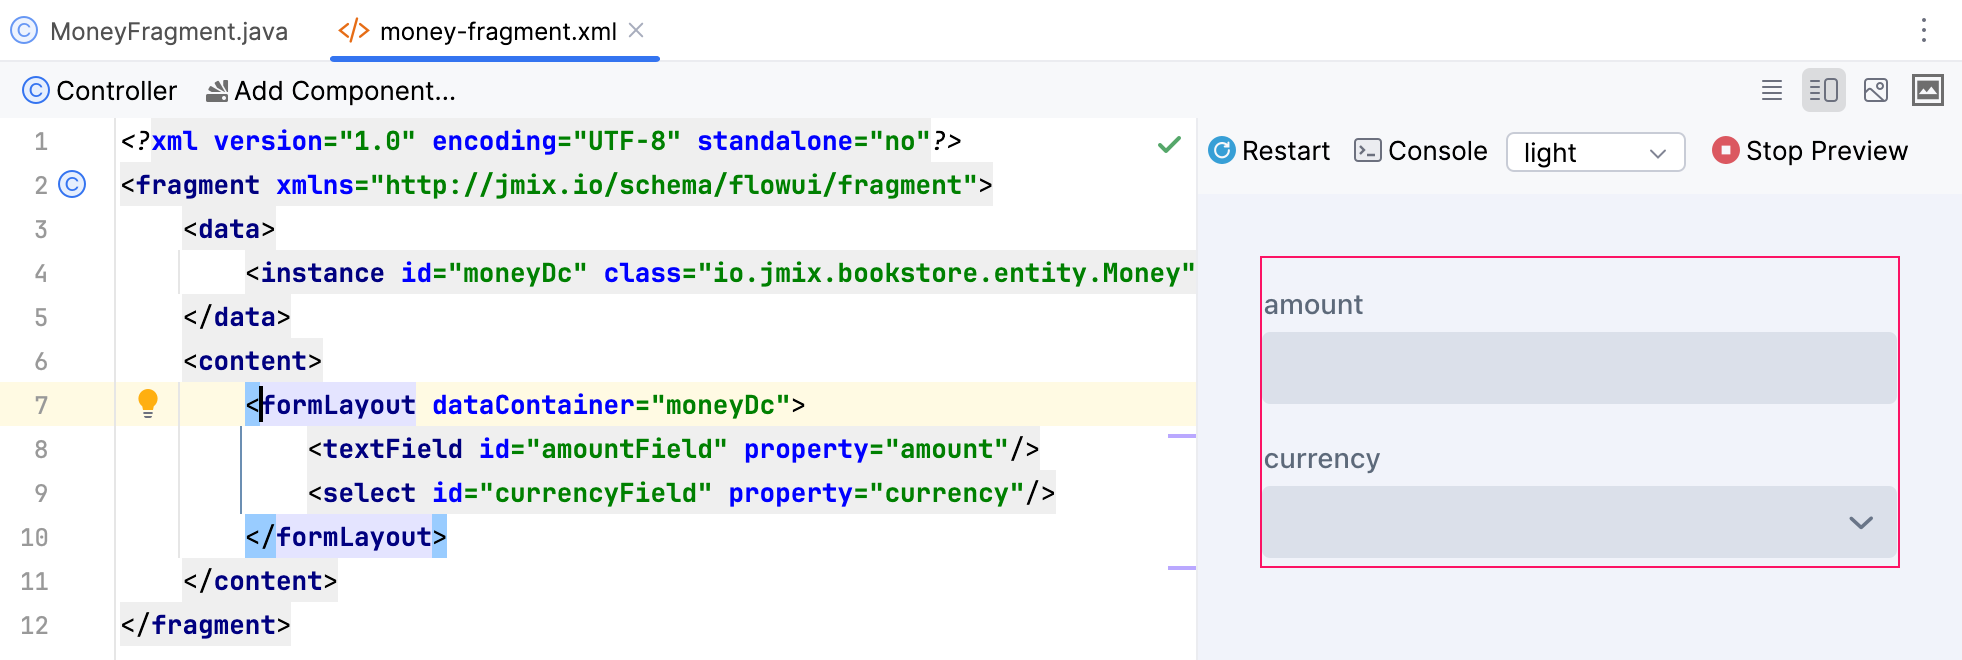 MoneyFragment.java </> money-fragment.xml
Controller Add Component...
Restart Console light Stop Preview
1 <?xml version="1.0" encoding="UTF-8" standalone="no"?>
2 <fragment xmlns="http://jmix.io/schema/flowui/fragment">
3 <data>
4 <instance id="moneyDc" class="io.jmix.bookstore.entity.Money"
5 </data>
6 <content>
7 <formLayout dataContainer="moneyDc">
8 <textField id="amountField" property="amount"/>
9 <select id="currencyField" property="currency"/>
10 </formLayout>
11 </content>
12 </fragment>
amount
currency